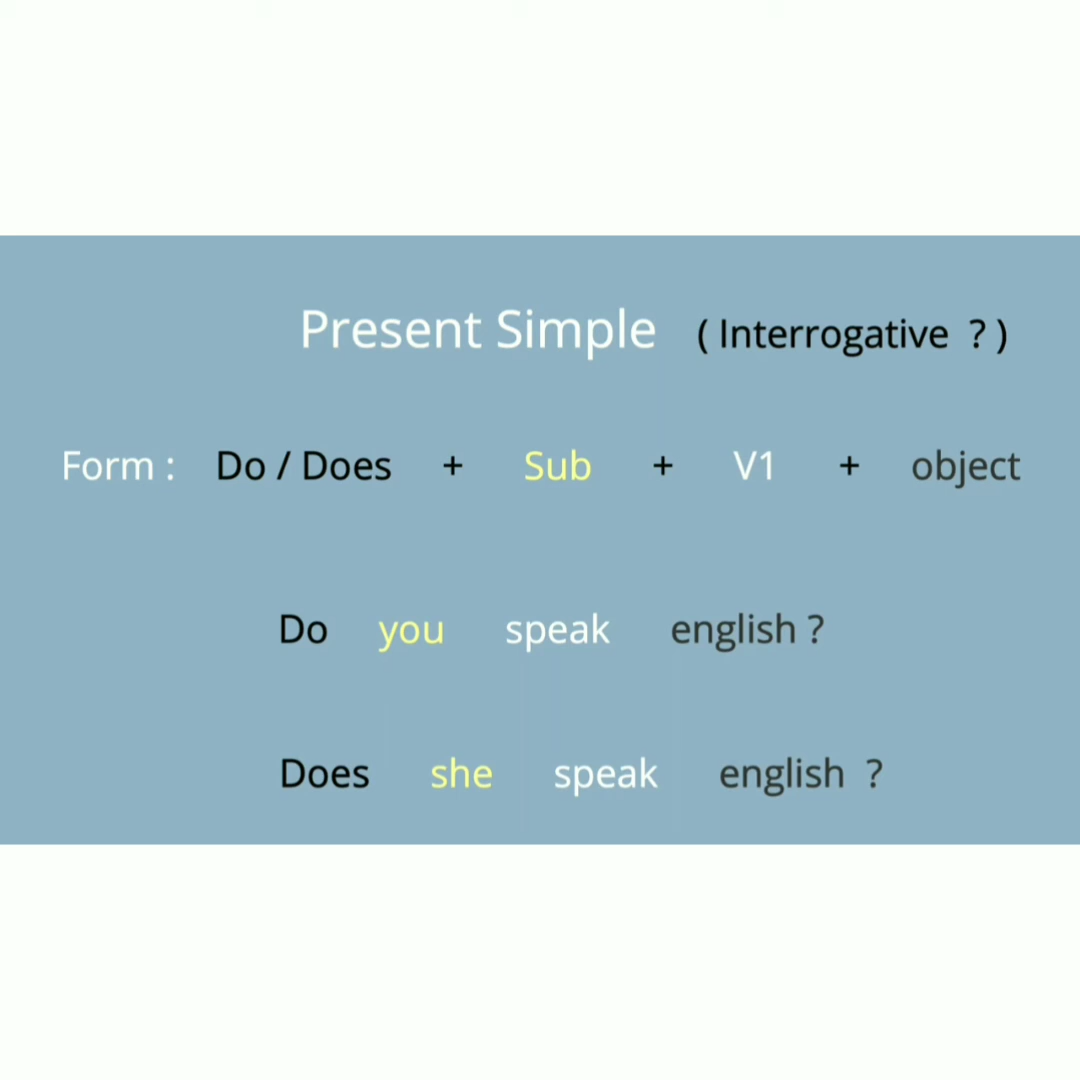 Present Simple ( Interrogative ? )
Form : Do / Does + Sub + V1 + object
Do you speak english ?
Does she speak english ?